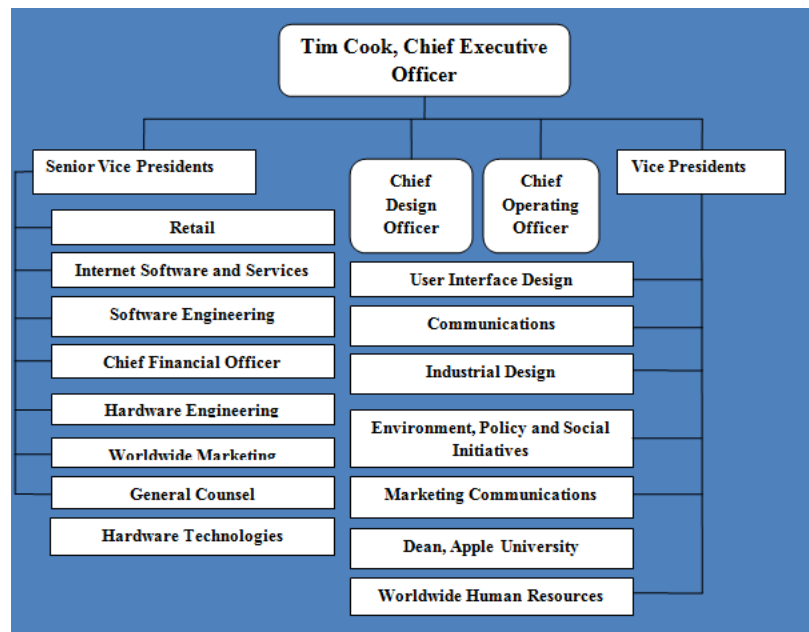 Tim Cook, Chief Executive
Officer
Senior Vice Presidents
Chief
Design
Officer
Chief
Operating
Officer
Vice Presidents
Retail
Internet Software and Services
Software Engineering
Chief Financial Officer
Hardware Engineering
Worldwide Marketing
General Counsel
Hardware Technologies
User Interface Design
Communications
Industrial Design
Environment, Policy and Social
Initiatives
Marketing Communications
Dean, Apple University
Worldwide Human Resources